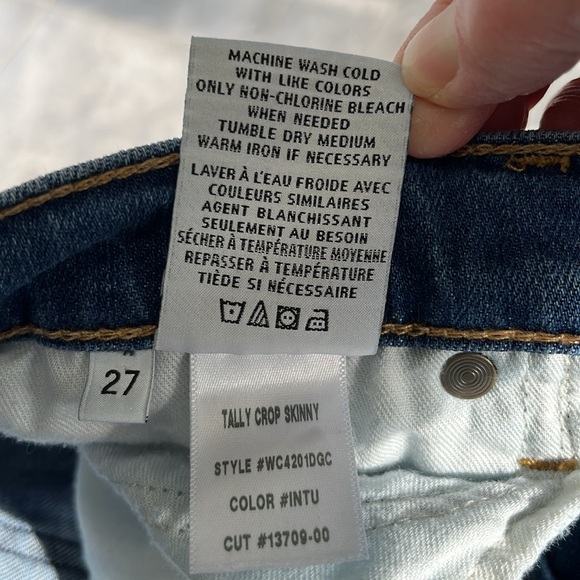 MACHINE WASH COLD
WITH LIKE COLORS
ONLY NON-CHLORINE BLEACH
WHEN NEEDED
TUMBLE DRY MEDIUM
WARM IRON IF NECESSARY
LAVER À L'EAU FROIDE AVEC
COULEURS SIMILAIRES
AGENT BLANCHISSANT
SEULEMENT AU BESOIN
SÉCHER À TEMPÉRATURE MOYENNE
REPASSER À TEMPÉRATURE
TIÈDE SI NÉCESSAIRE
27
TALLY CROP SKINNY
STYLE #WC4201DGC
COLOR #INTU
CUT #13709-00